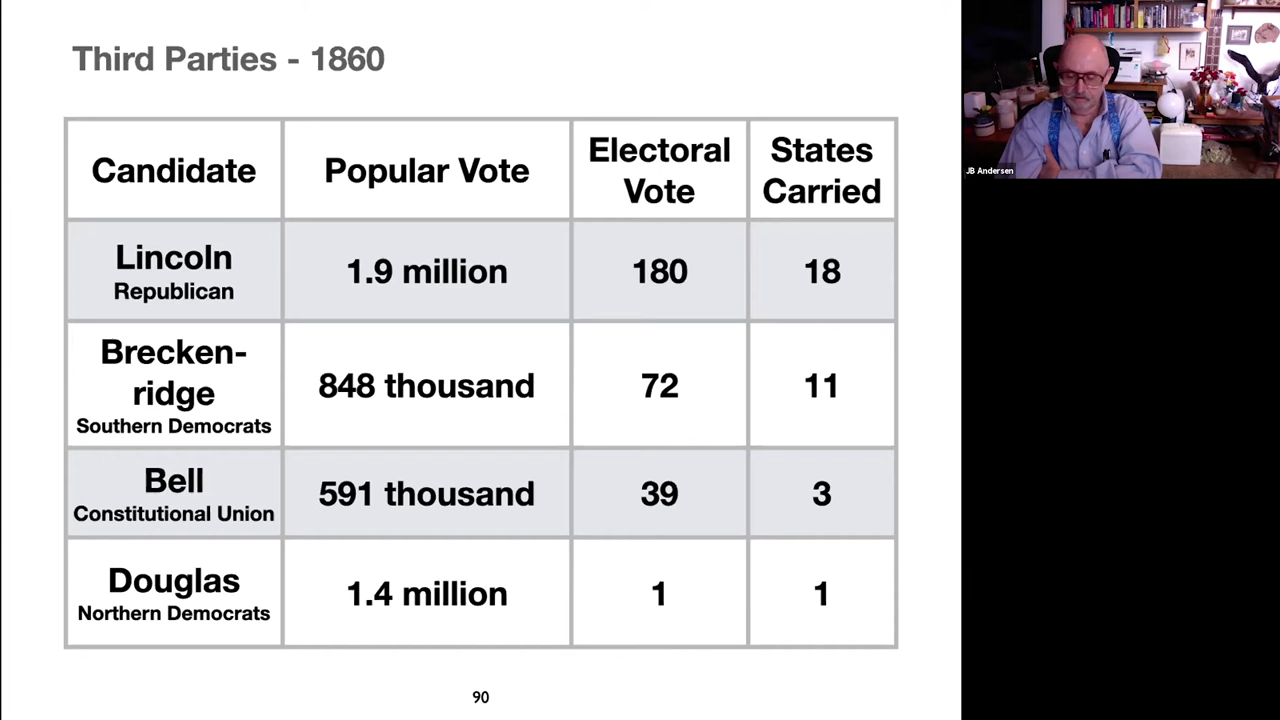 Third Parties - 1860
Candidate
Popular Vote
Electoral
Vote
States
Carried
Lincoln
Republican
1.9 million
180
18
Brecken-
ridge
Southern Democrats
848 thousand
72
11
Bell
Constitutional Union
591 thousand
39
3
Douglas
Northern Democrats
1.4 million
1
1
90
JB Andersen